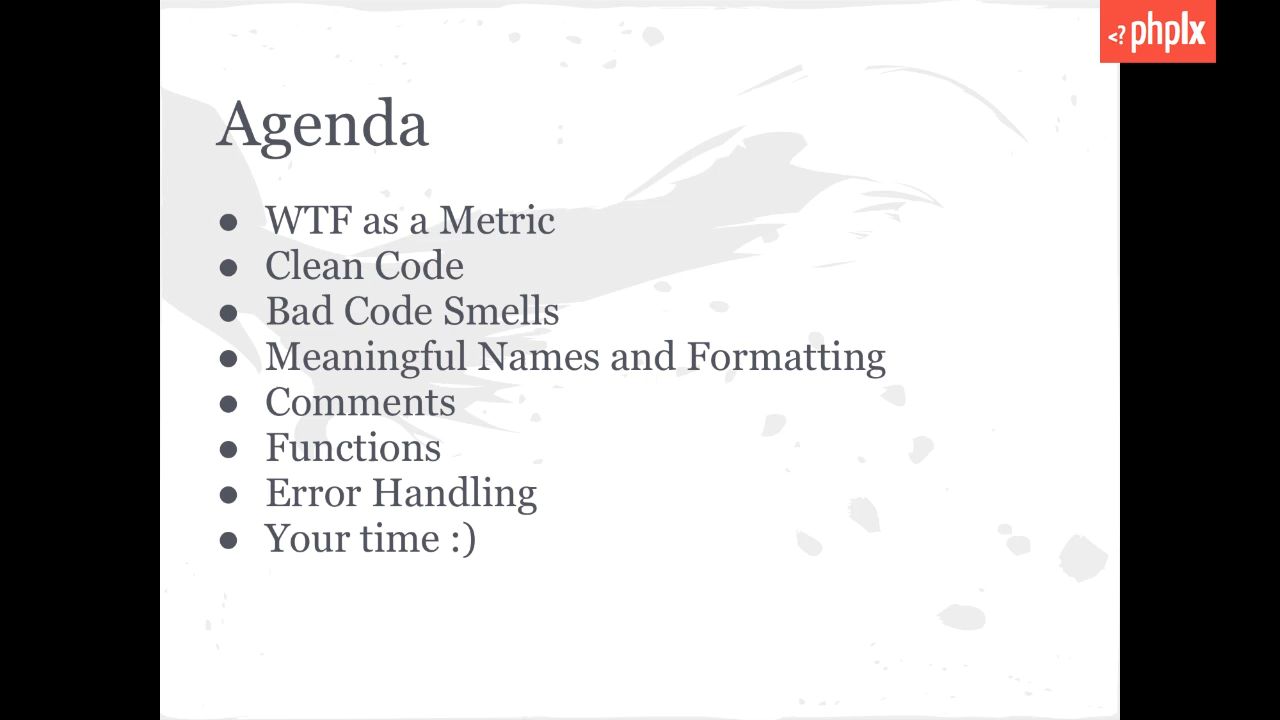 <? phplx
Agenda
● WTF as a Metric
● Clean Code
● Bad Code Smells
● Meaningful Names and Formatting
● Comments
● Functions
● Error Handling
● Your time :)